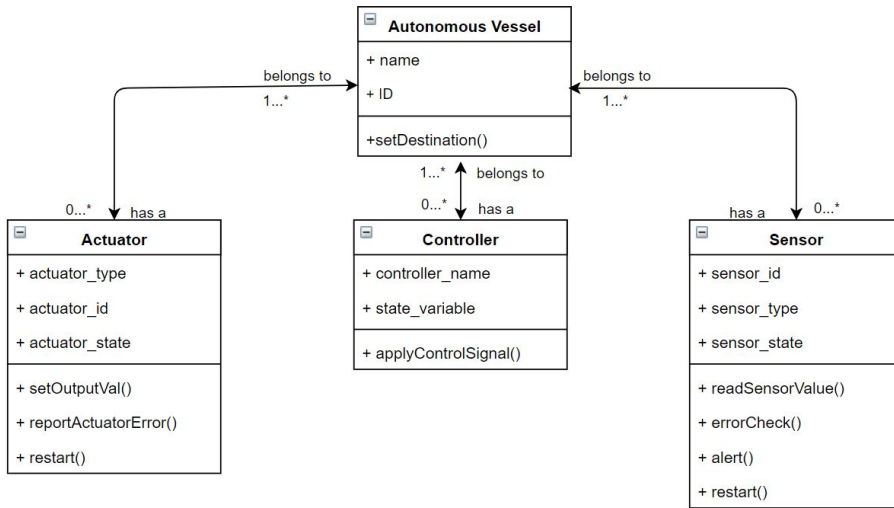 Autonomous Vessel
+ name
+ ID
+setDestination()
belongs to
1...*
belongs to
1...*
1...*
belongs to
0...*
has a
0...*
has a
has a
0...*
Actuator
+ actuator_type
+ actuator_id
+ actuator_state
+ setOutputVal()
+ reportActuatorError()
+ restart()
Controller
+ controller_name
+ state_variable
+ applyControlSignal()
Sensor
+ sensor_id
+ sensor_type
+ sensor_state
+ readSensorValue()
+ errorCheck()
+ alert()
+ restart()